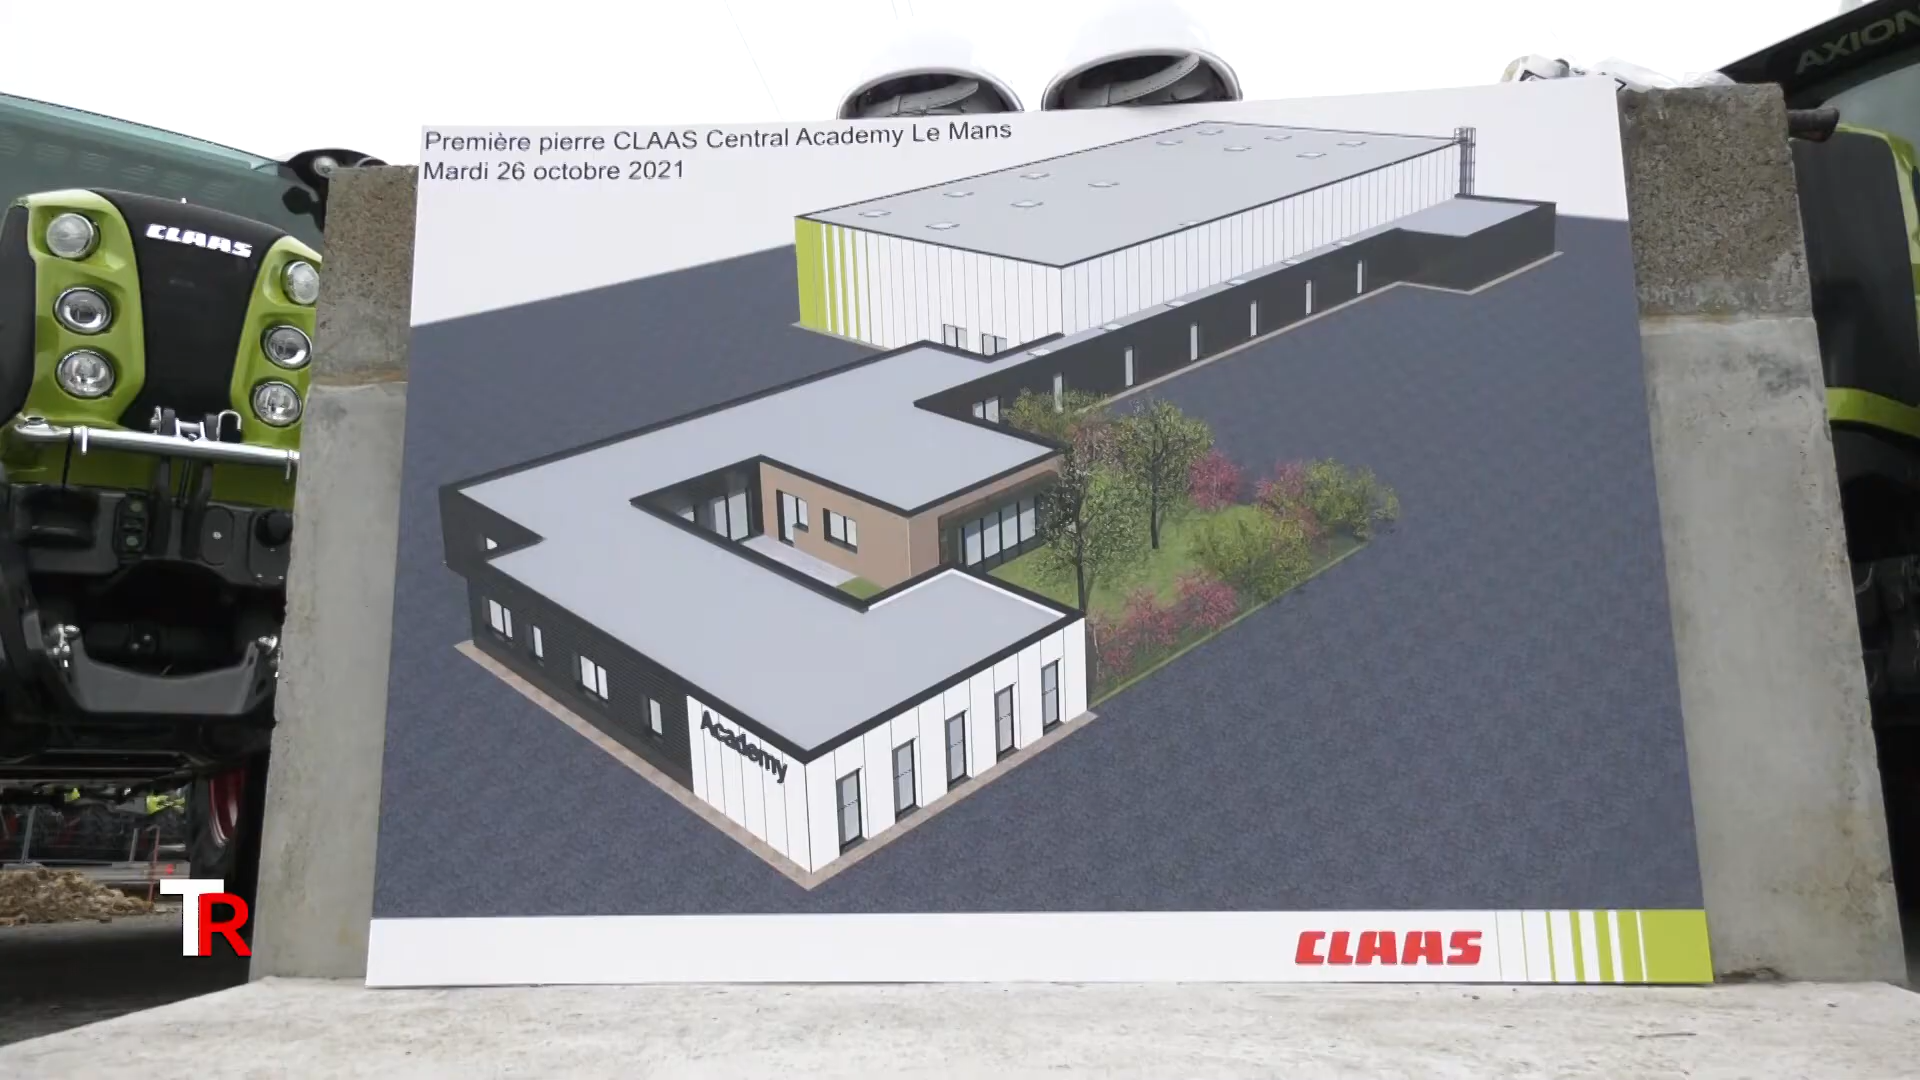 AXION
Première pierre CLAAS Central Academy Le Mans
Mardi 26 octobre 2021
CLAAS
Academy
TR
CLAAS